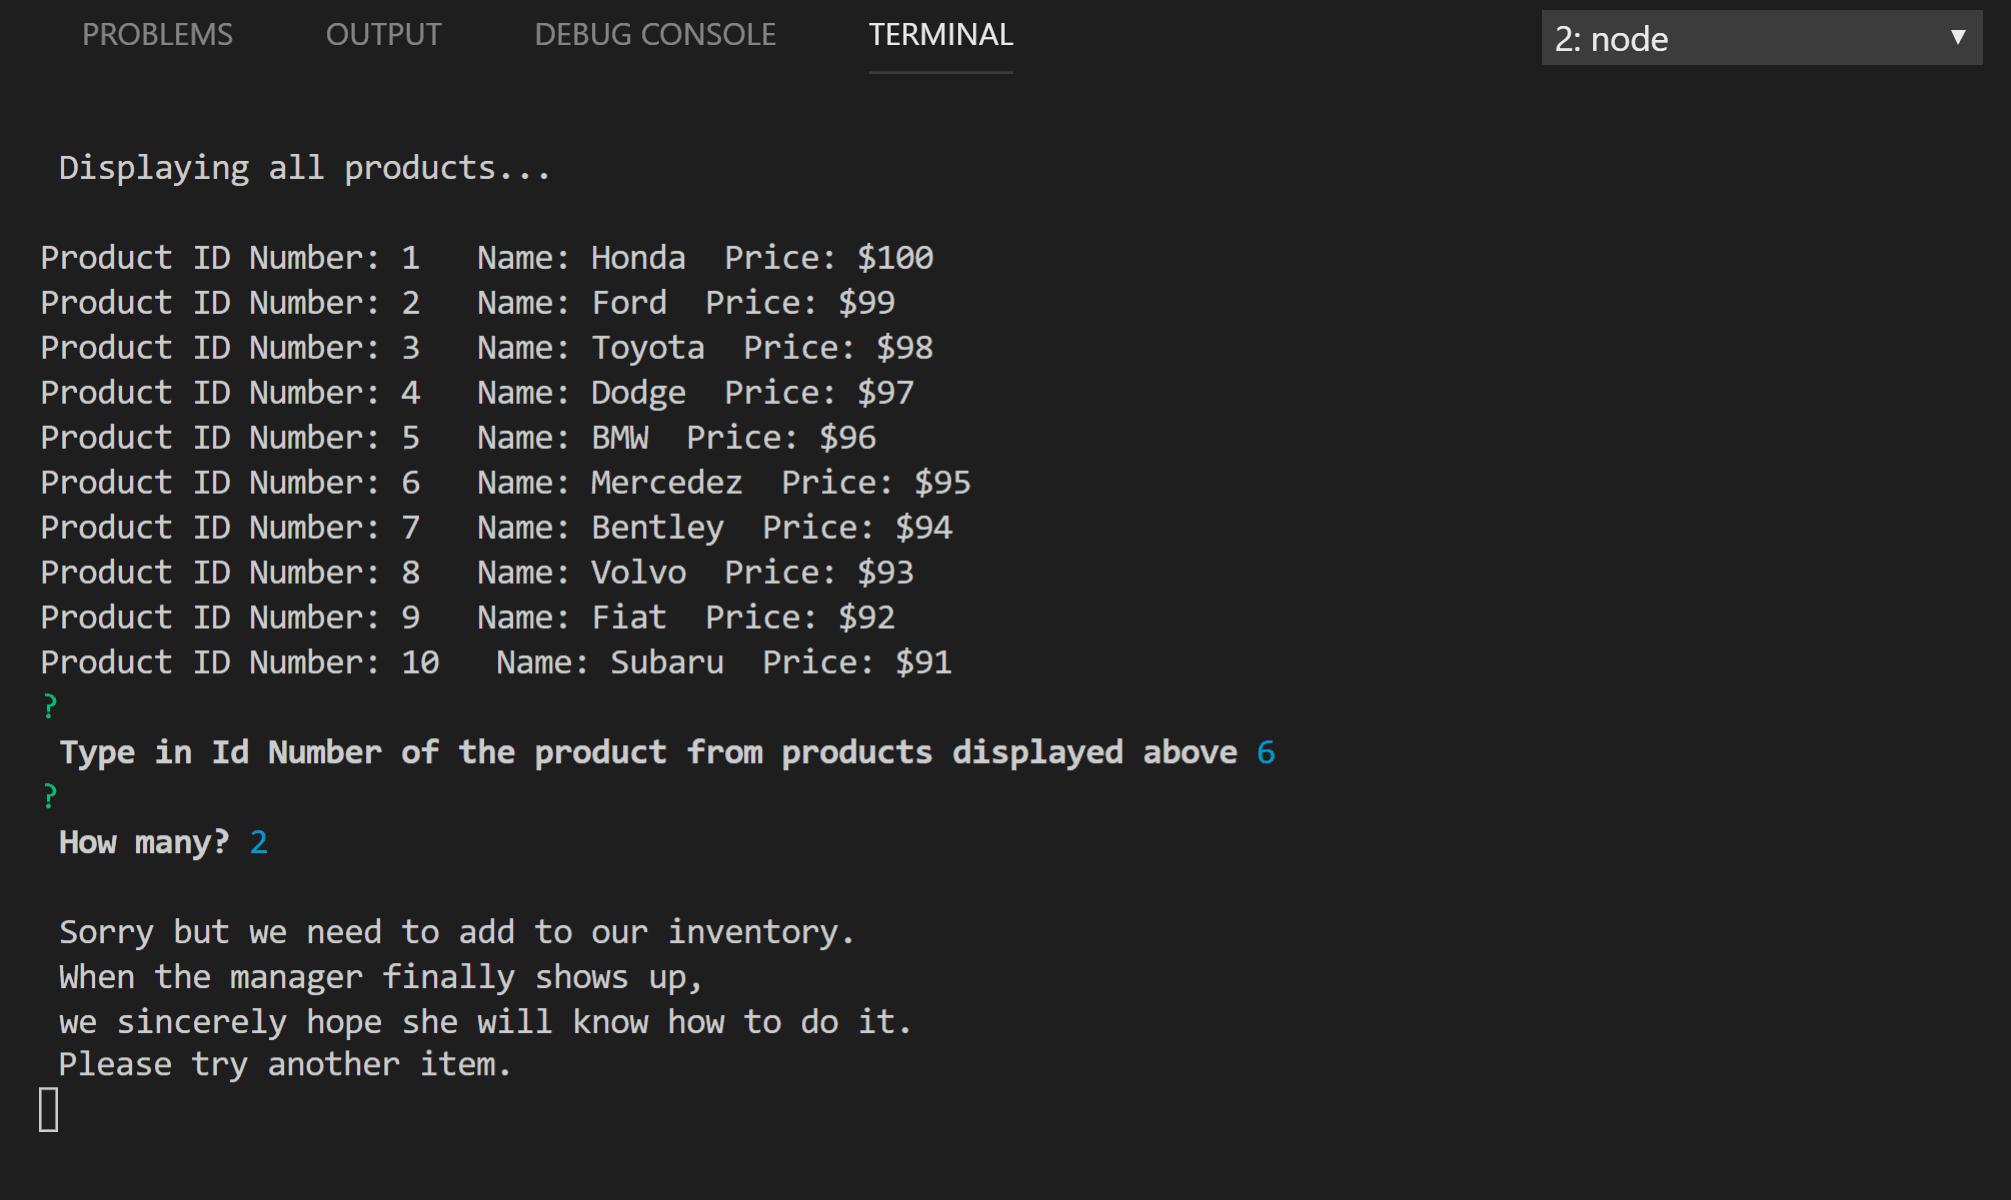 PROBLEMS OUTPUT DEBUG CONSOLE TERMINAL 2: node
Displaying all products...
Product ID Number: 1 Name: Honda Price: $100
Product ID Number: 2 Name: Ford Price: $99
Product ID Number: 3 Name: Toyota Price: $98
Product ID Number: 4 Name: Dodge Price: $97
Product ID Number: 5 Name: BMW Price: $96
Product ID Number: 6 Name: Mercedez Price: $95
Product ID Number: 7 Name: Bentley Price: $94
Product ID Number: 8 Name: Volvo Price: $93
Product ID Number: 9 Name: Fiat Price: $92
Product ID Number: 10 Name: Subaru Price: $91
?
Type in Id Number of the product from products displayed above 6
?
How many? 2
Sorry but we need to add to our inventory.
When the manager finally shows up,
we sincerely hope she will know how to do it.
Please try another item.